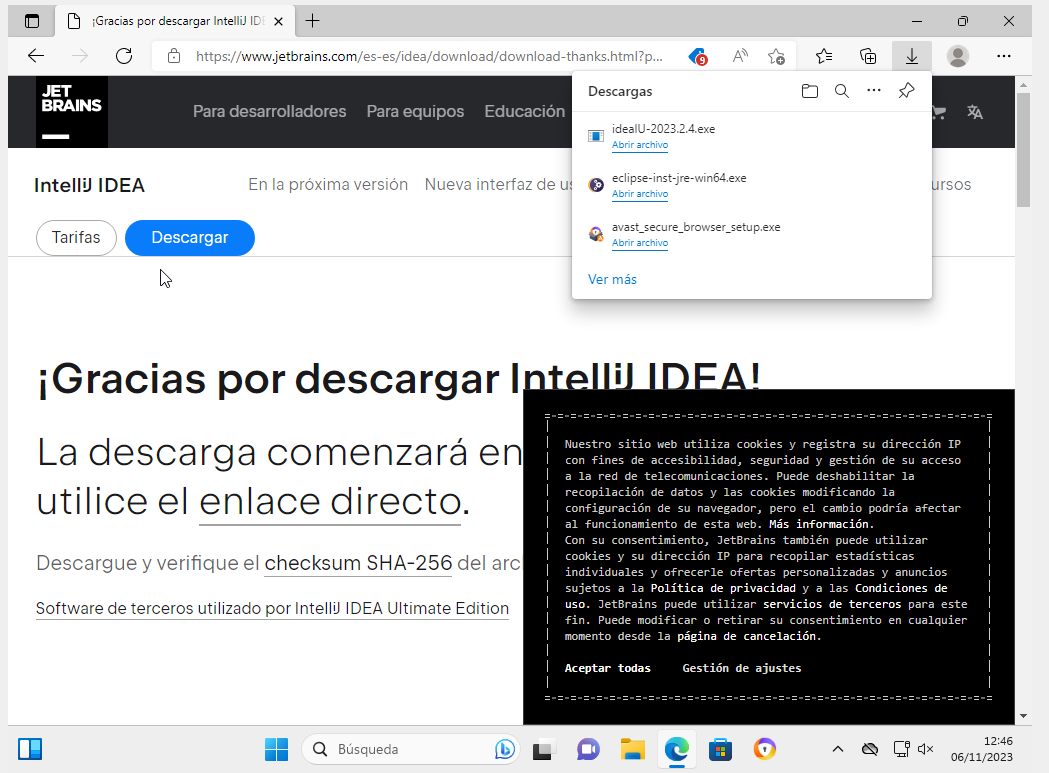 ¡Gracias por descargar IntelliJ IDE
https://www.jetbrains.com/es-es/idea/download/download-thanks.html?p...
9
JET
BRAINS
Para desarrolladores Para equipos Educación
Descargas
idealU-2023.2.4.exe
Abrir archivo
eclipse-inst-jre-win64.exe
Abrir archivo
avast_secure_browser_setup.exe
Abrir archivo
Ver más
IntelliJ IDEA
En la próxima versión Nueva interfaz de us
ursos
Tarifas Descargar
¡Gracias por descargar IntelliJ IDEA!
La descarga comenzará en
utilice el enlace directo.
Descargue y verifique el checksum SHA-256 del arc
Software de terceros utilizado por IntelliJ IDEA Ultimate Edition
Nuestro sitio web utiliza cookies y registra su dirección IP
con fines de accesibilidad, seguridad y gestión de su acceso
a la red de telecomunicaciones. Puede deshabilitar la
recopilación de datos y las cookies modificando la
configuración de su navegador, pero el cambio podría afectar
al funcionamiento de esta web. Más información.
Con su consentimiento, JetBrains también puede utilizar
cookies y su dirección IP para recopilar estadísticas
individuales y ofrecerle ofertas personalizadas y anuncios
sujetos a la Política de privacidad y a las Condiciones de
uso. JetBrains puede utilizar servicios de terceros para este
fin. Puede modificar o retirar su consentimiento en cualquier
momento desde la página de cancelación.
Aceptar todas Gestión de ajustes
Búsqueda
12:46
06/11/2023